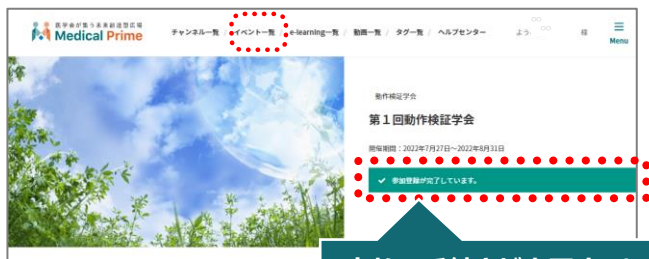 医学会が集う未来創造型広場
Medical Prime
チャンネル一覧 / イベント一覧 / e-learning一覧 / 動画一覧 / タグ一覧 / ヘルプセンター
様
Menu
動作検証学会
第１回動作検証学会
開催期間：2022年7月27日～2022年8月31日
✓ 参加登録が完了しています。